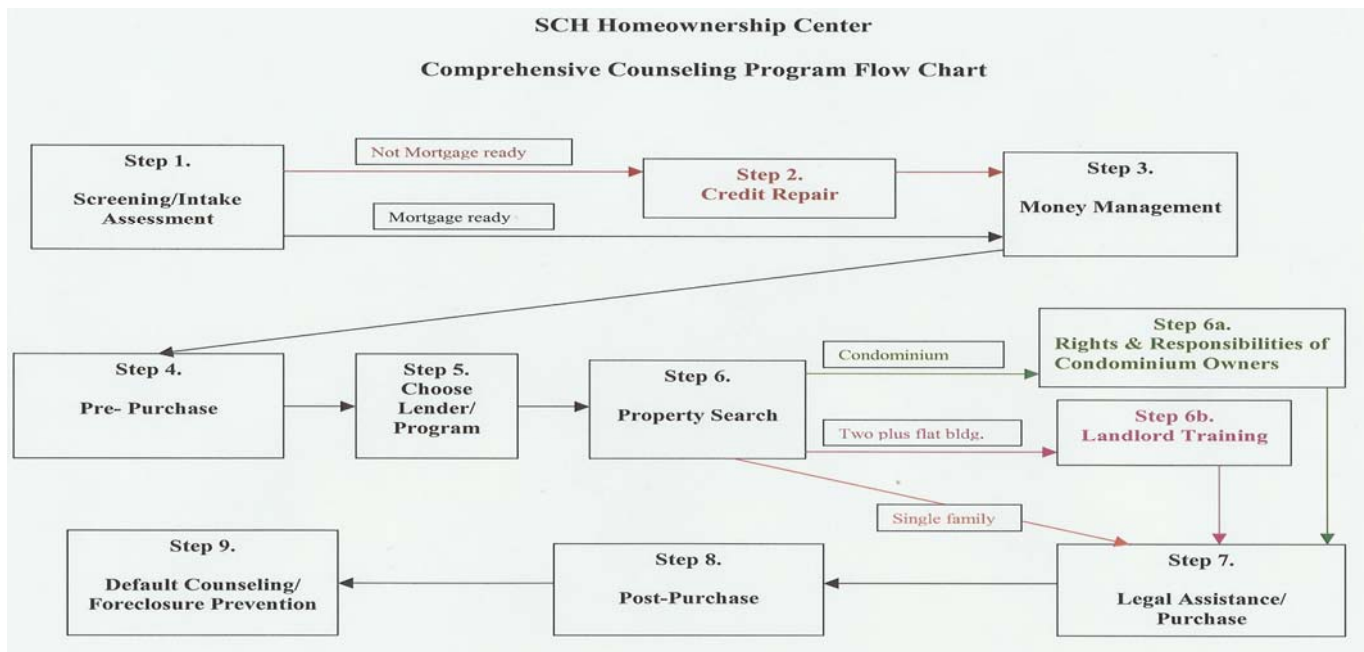 SCH Homeownership Center
Comprehensive Counseling Program Flow Chart
Step 1.
Screening/Intake
Assessment
Not Mortgage ready
Mortgage ready
Step 2.
Credit Repair
Step 3.
Money Management
Step 4.
Pre- Purchase
Step 5.
Choose
Lender/
Program
Step 6.
Property Search
Condominium
Two plus flat bldg.
Single family
Step 6a.
Rights & Responsibilities of
Condominium Owners
Step 6b.
Landlord Training
Step 7.
Legal Assistance/
Purchase
Step 8.
Post-Purchase
Step 9.
Default Counseling/
Foreclosure Prevention